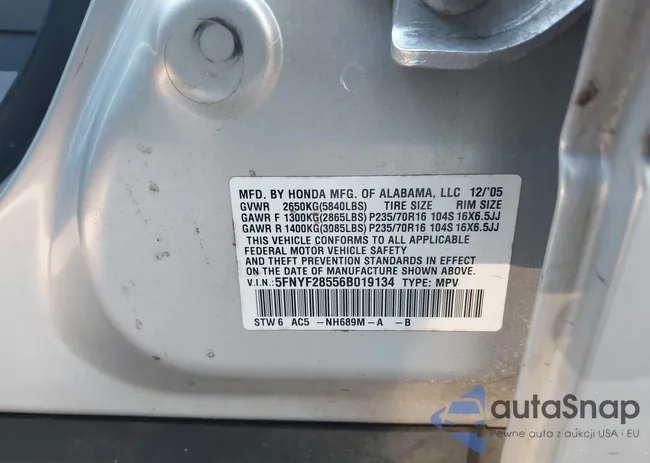 MFD. BY HONDA MFG. OF ALABAMA, LLC 12/'05
GVWR 2650KG(5840LBS) TIRE SIZE RIM SIZE
GAWR F 1300KG(2865LBS)P235/70R16 104S 16X6.5JJ
GAWR R 1400KG(3085LBS)P235/70R16 104S 16X6.5JJ
THIS VEHICLE CONFORMS TO ALL APPLICABLE
FEDERAL MOTOR VEHICLE SAFETY
AND THEFT PREVENTION STANDARDS IN EFFECT
ON THE DATE OF MANUFACTURE SHOWN ABOVE.
V.I.N.: 5FNYF28556B019134 TYPE: MPV
STW6 AC5 -NH689M-A -B
autaSnap
Pewne auta z aukcji USA i EU